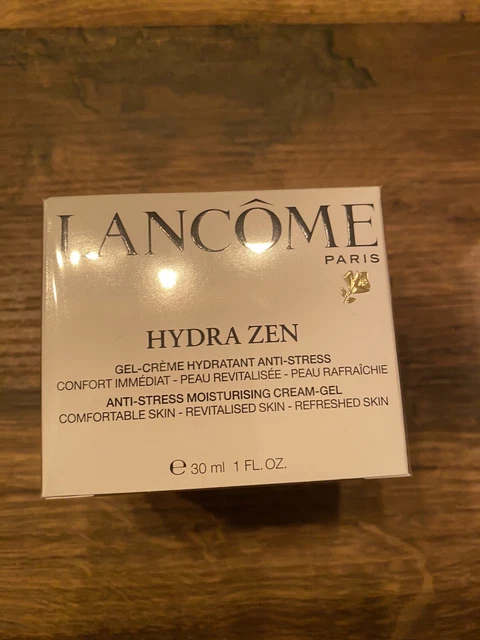 LANCÔME
PARIS
HYDRA ZEN
GEL-CRÈME HYDRATANT ANTI-STRESS
CONFORT IMMÉDIAT - PEAU REVITALISÉE - PEAU RAFRAÎCHIE
ANTI-STRESS MOISTURISING CREAM-GEL
COMFORTABLE SKIN - REVITALISED SKIN - REFRESHED SKIN
℮ 30 ml 1 FL. OZ.